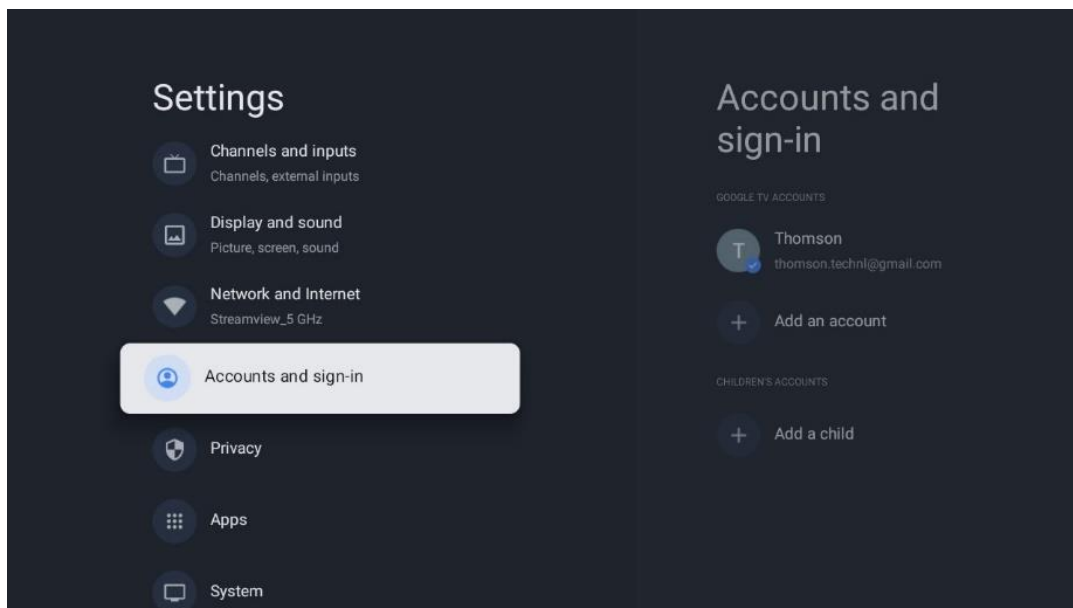 Settings
Channels and inputs
Channels, external inputs
Display and sound
Picture, screen, sound
Network and Internet
Streamview_5 GHz
Accounts and sign-in
Privacy
Apps
System
Accounts and
sign-in
GOOGLE TV ACCOUNTS
T
Thomson
thomson.technl@gmail.com
Add an account
CHILDREN'S ACCOUNTS
Add a child